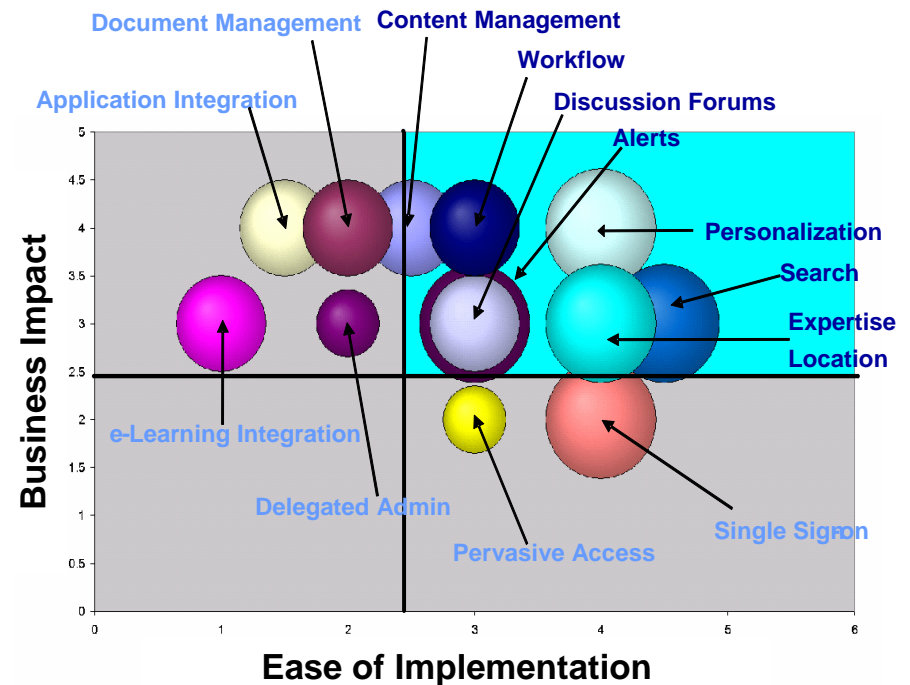 Document Management
Content Management
Workflow
Application Integration
Discussion Forums
Alerts
5
4.5
4
3.5
3
2.5
2
1.5
1
0.5
0
Business Impact
Personalization
Search
Expertise
Location
e-Learning Integration
Delegated Admin
Pervasive Access
Single Sign-on
0
1
2
3
4
5
6
Ease of Implementation